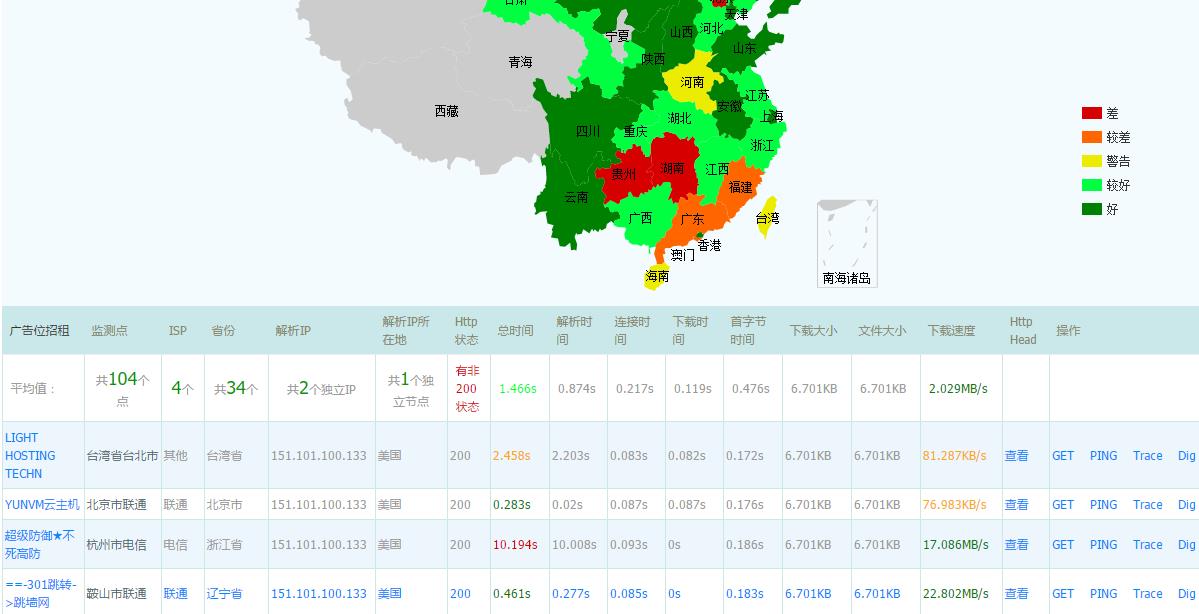 甘肃
天津
宁夏
山西
河北
山东
青海
陕西
河南
江苏
西藏
安徽
上海
四川
重庆
湖北
浙江
贵州
湖南
江西
福建
云南
广西
广东
台湾
香港
澳门
海南
南海诸岛
差
较差
警告
较好
好
广告位招租 监测点 ISP 省份 解析IP 解析IP所在地 Http状态 总时间 解析时间 连接时间 下载时间 首字节时间 下载大小 文件大小 下载速度 Http Head 操作
平均值： 共104个点 4个 共34个 共2个独立IP 共1个独立节点 有非200状态 1.466s 0.874s 0.217s 0.119s 0.476s 6.701KB 6.701KB 2.029MB/s
LIGHT HOSTING TECHN 台湾省台北市 其他 台湾省 151.101.100.133 美国 200 2.458s 2.203s 0.083s 0.082s 0.172s 6.701KB 6.701KB 81.287KB/s 查看 GET PING Trace Dig
YUNVM云主机 北京市联通 联通 北京市 151.101.100.133 美国 200 0.283s 0.02s 0.087s 0.087s 0.176s 6.701KB 6.701KB 76.983KB/s 查看 GET PING Trace Dig
超级防御★不死高防 杭州市电信 电信 浙江省 151.101.100.133 美国 200 10.194s 10.008s 0.093s 0s 0.186s 6.701KB 6.701KB 17.086MB/s 查看 GET PING Trace Dig
==-301跳转->跳墙网 鞍山市联通 联通 辽宁省 151.101.100.133 美国 200 0.461s 0.277s 0.085s 0s 0.183s 6.701KB 6.701KB 22.802MB/s 查看 GET PING Trace Dig